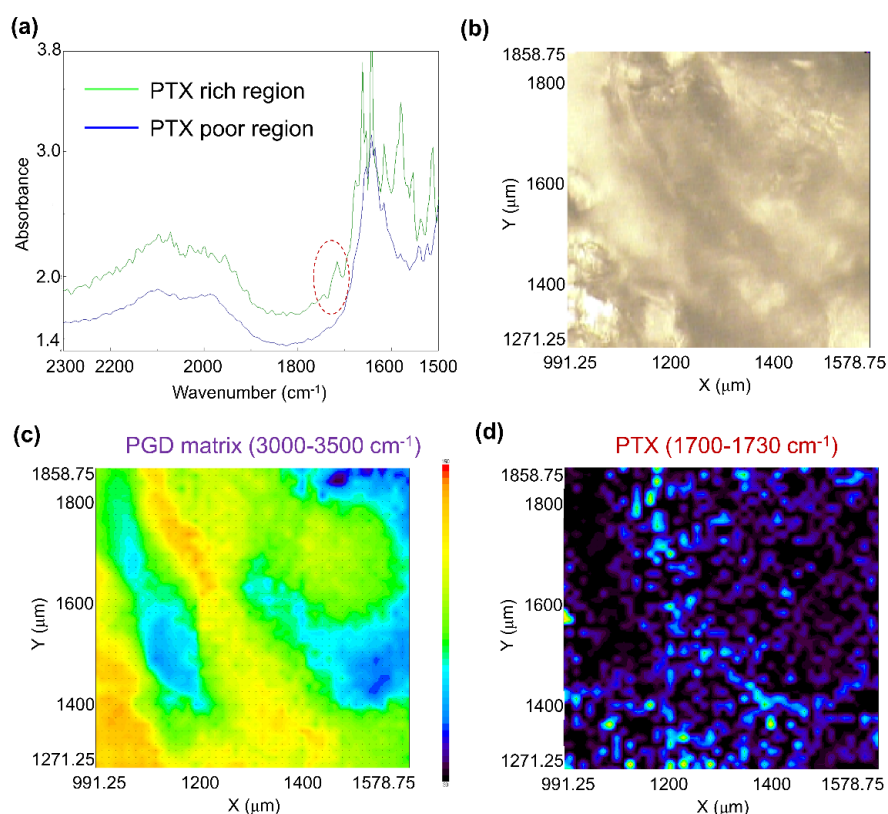 (a)
3.8
3.0
2.0
1.4
Absorbance
PTX rich region
PTX poor region
2300 2200 2000 1800 1600 1500
Wavenumber (cm⁻¹)
(b)
1858.75
1800
1600
1400
1271.25
Y (µm)
991.25 1200 1400 1578.75
X (µm)
(c)
PGD matrix (3000-3500 cm⁻¹)
1858.75
1800
1600
1400
1271.25
Y (µm)
991.25 1200 1400 1578.75
X (µm)
(d)
PTX (1700-1730 cm⁻¹)
1858.75
1800
1600
1400
1271.25
Y (µm)
991.25 1200 1400 1578.75
X (µm)